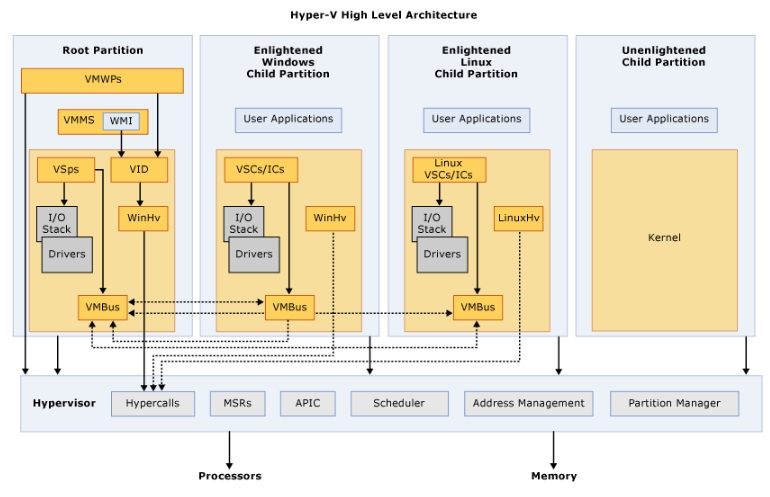 Hyper-V High Level Architecture
Root Partition
VMWPs
VMMS
WMI
VSps
VID
I/O
Stack
Drivers
WinHv
VMBus
Enlightened
Windows
Child Partition
User Applications
VSCs/ICs
I/O
Stack
Drivers
WinHv
VMBus
Enlightened
Linux
Child Partition
User Applications
Linux
VSCs/ICs
I/O
Stack
Drivers
LinuxHv
VMBus
Unenlightened
Child Partition
User Applications
Kernel
Hypervisor
Hypercalls
MSRs
APIC
Scheduler
Address Management
Partition Manager
Processors
Memory